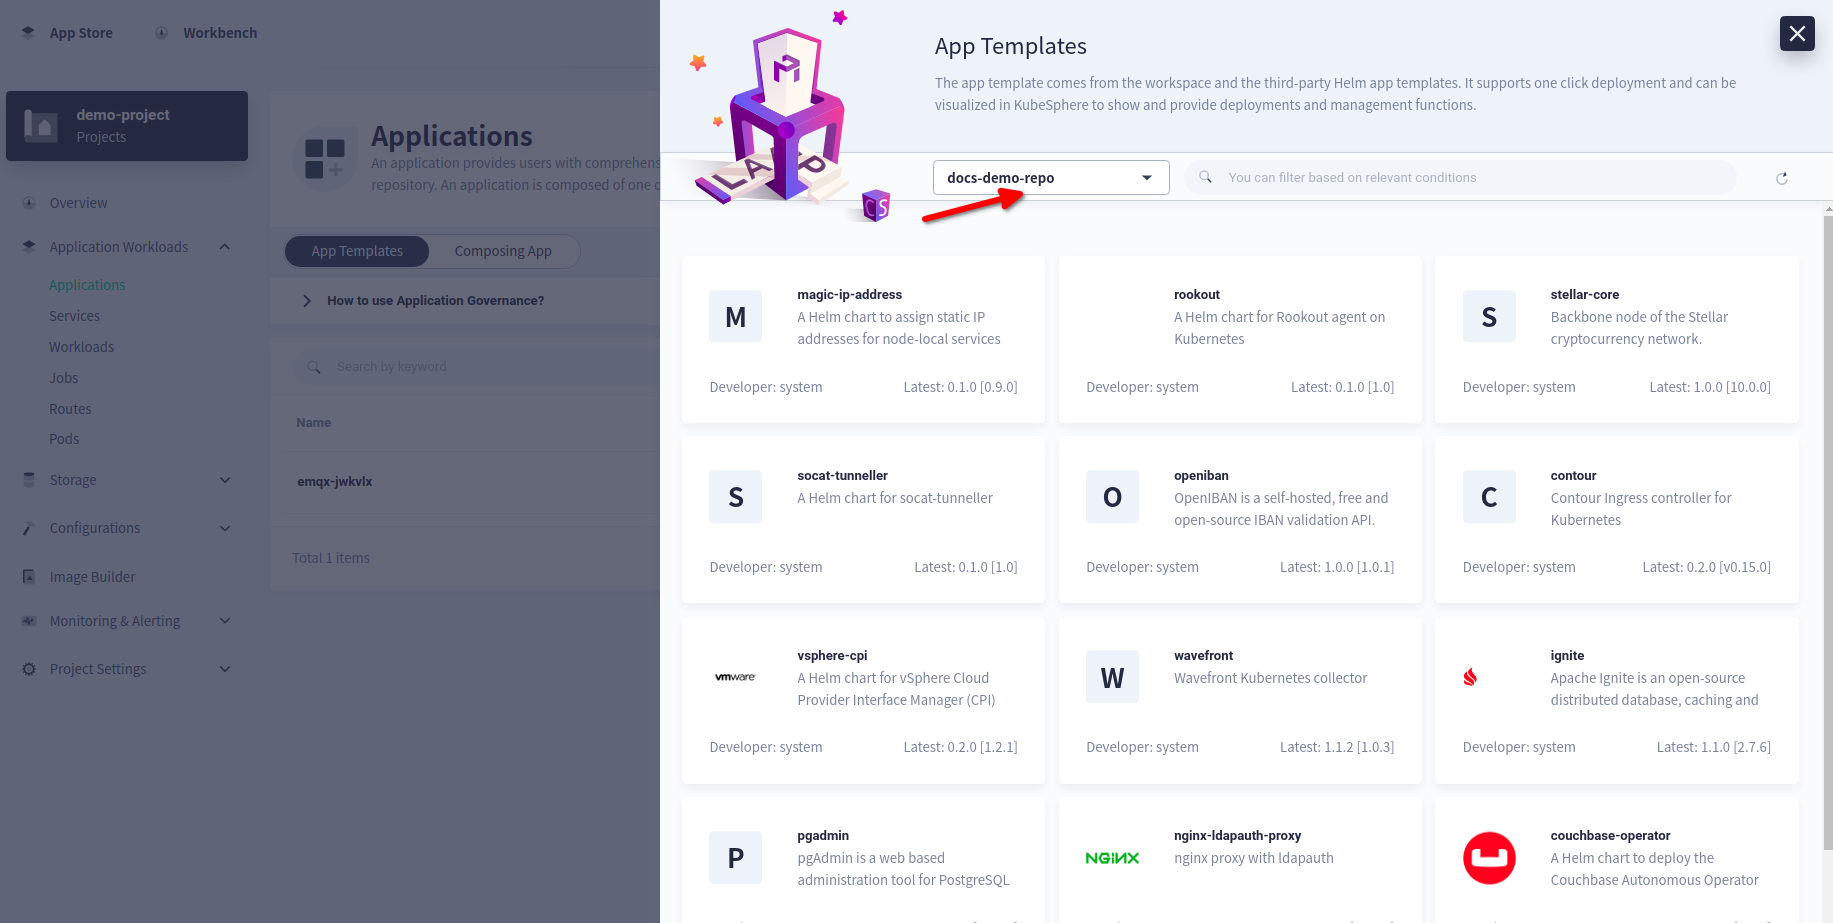 App Store
Workbench
demo-project
Projects
Overview
Application Workloads
Applications
Services
Workloads
Jobs
Routes
Pods
Storage
Configurations
Image Builder
Monitoring & Alerting
Project Settings
Applications
An application provides users with comprehens
repository. An application is composed of one c
App Templates
Composing App
How to use Application Governance?
Search by keyword
Name
emqx-jwkvlx
Total 1 items
LAPP
CS
App Templates
The app template comes from the workspace and the third-party Helm app templates. It supports one click deployment and can be
visualized in KubeSphere to show and provide deployments and management functions.
docs-demo-repo
You can filter based on relevant conditions
M
magic-ip-address
A Helm chart to assign static IP
addresses for node-local services
Developer: system
Latest: 0.1.0 [0.9.0]
rookout
A Helm chart for Rookout agent on
Kubernetes
Developer: system
Latest: 0.1.0 [1.0]
S
stellar-core
Backbone node of the Stellar
cryptocurrency network.
Developer: system
Latest: 1.0.0 [10.0.0]
S
socat-tunneller
A Helm chart for socat-tunneller
Developer: system
Latest: 0.1.0 [1.0]
O
openiban
OpenIBAN is a self-hosted, free and
open-source IBAN validation API.
Developer: system
Latest: 1.0.0 [1.0.1]
C
contour
Contour Ingress controller for
Kubernetes
Developer: system
Latest: 0.2.0 [v0.15.0]
vmware
vsphere-cpi
A Helm chart for vSphere Cloud
Provider Interface Manager (CPI)
Developer: system
Latest: 0.2.0 [1.2.1]
W
wavefront
Wavefront Kubernetes collector
Developer: system
Latest: 1.1.2 [1.0.3]
ignite
Apache Ignite is an open-source
distributed database, caching and
Developer: system
Latest: 1.1.0 [2.7.6]
P
pgadmin
pgAdmin is a web based
administration tool for PostgreSQL
NGINX
nginx-ldapauth-proxy
nginx proxy with ldapauth
couchbase-operator
A Helm chart to deploy the
Couchbase Autonomous Operator